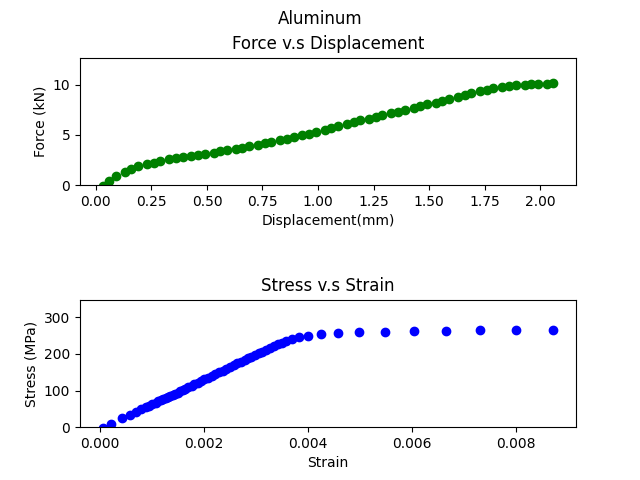 Aluminum
Force v.s Displacement
Force (kN)
10
5
0
0.00 0.25 0.50 0.75 1.00 1.25 1.50 1.75 2.00
Displacement(mm)
Stress v.s Strain
Stress (MPa)
300
200
100
0
0.000 0.002 0.004 0.006 0.008
Strain